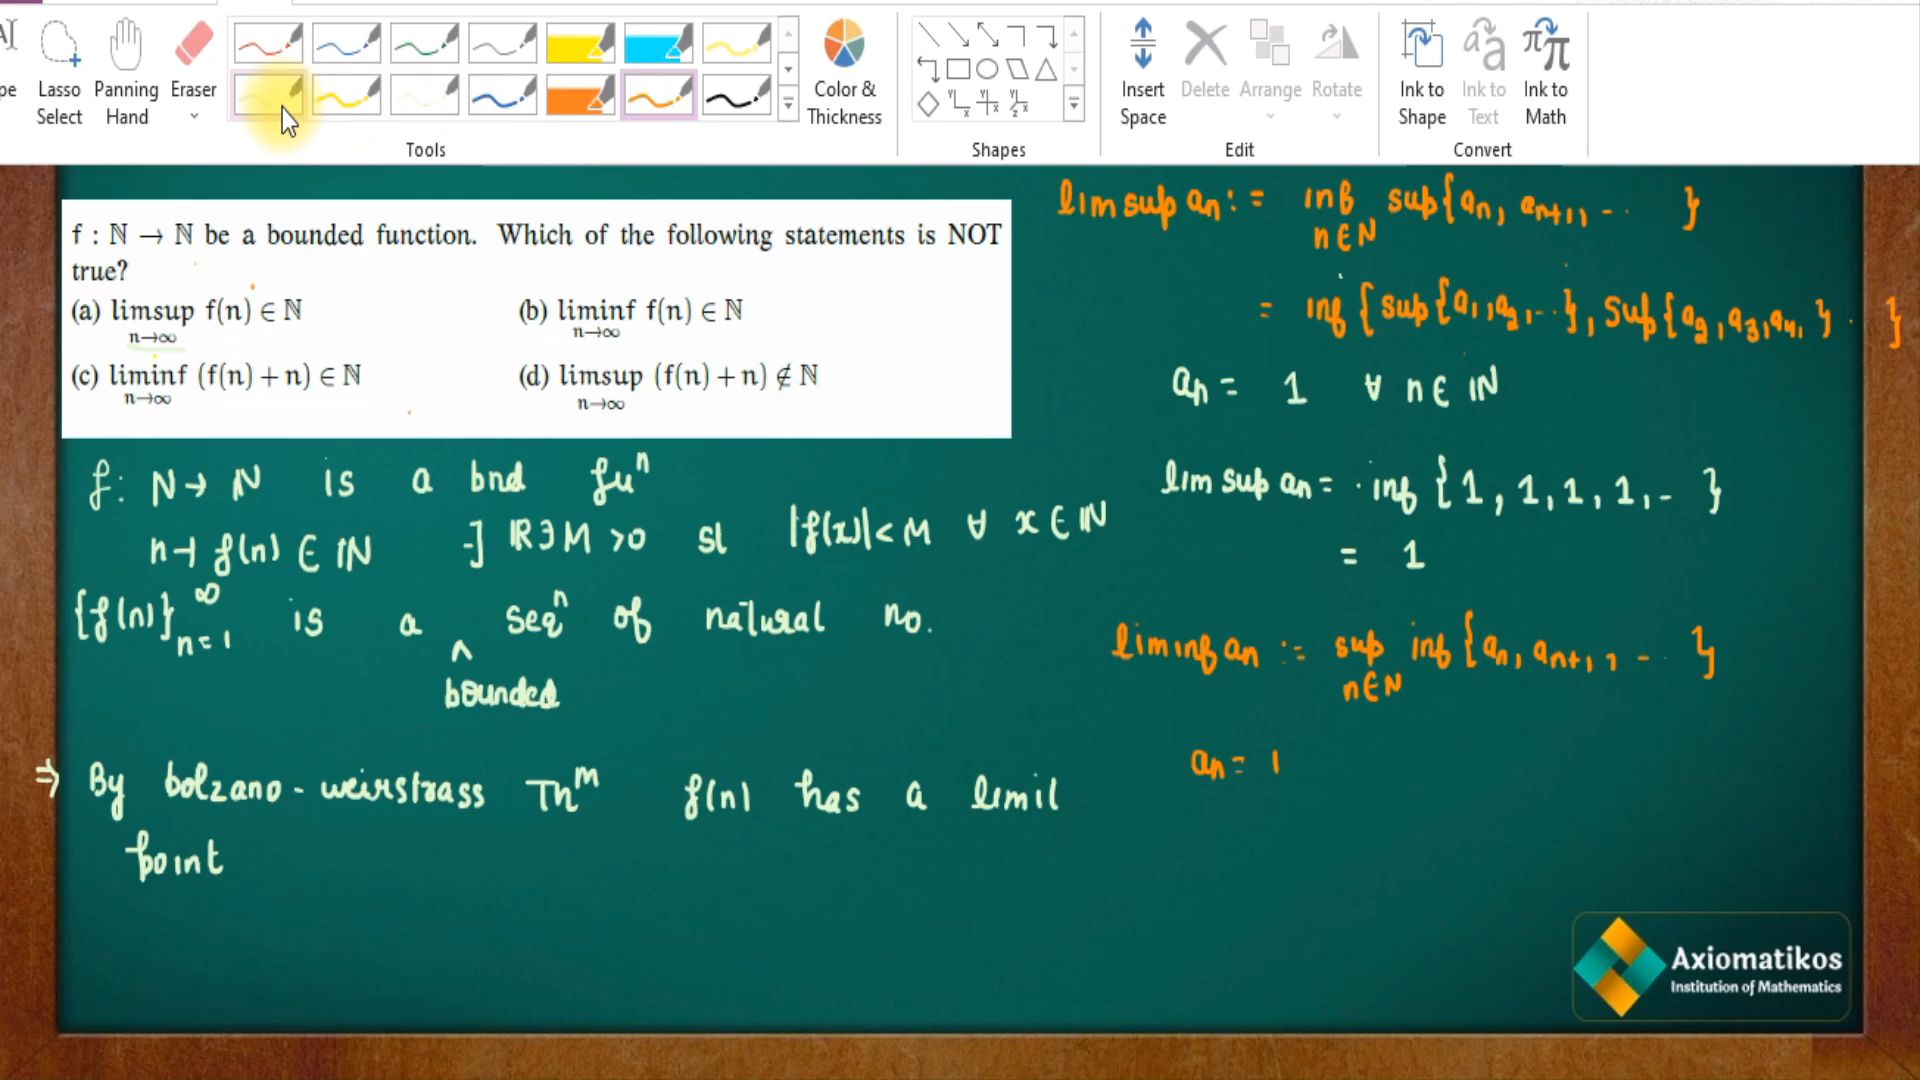 Lasso Select
Panning Hand
Eraser
Color & Thickness
Insert Space
Delete
Arrange
Rotate
Ink to Shape
Ink to Text
Ink to Math
Tools
Shapes
Edit
Convert
f : ℕ → ℕ be a bounded function. Which of the following statements is NOT
true?
(a) limsup f(n) ∈ ℕ
n→∞
(b) liminf f(n) ∈ ℕ
n→∞
(c) liminf (f(n) + n) ∈ ℕ
n→∞
(d) limsup (f(n) + n) ∉ ℕ
n→∞
f: N → N is a bnd fuⁿ
n → f(n) ∈ ℕ ∃ ℝ∋M >0 st |f(x)| < M ∀ x ∈ ℕ
{f(n)}_{n=1}^∞ is a seqⁿ of natural no.
^
bounded
⇒ By bolzano-weirstrass Thᵐ f(n) has a limit
point
lim sup an := inf sup{an, an+1, -.. }
n∈N
= inf {sup{a1, a2, -..}, sup{a2, a3, a4, } . }
an = 1 ∀ n ∈ ℕ
lim sup an = inf {1, 1, 1, 1, - }
= 1
liminf an := sup inf {an, an+1, - .. }
n∈N
an = 1
Axiomatikos
Institution of Mathematics